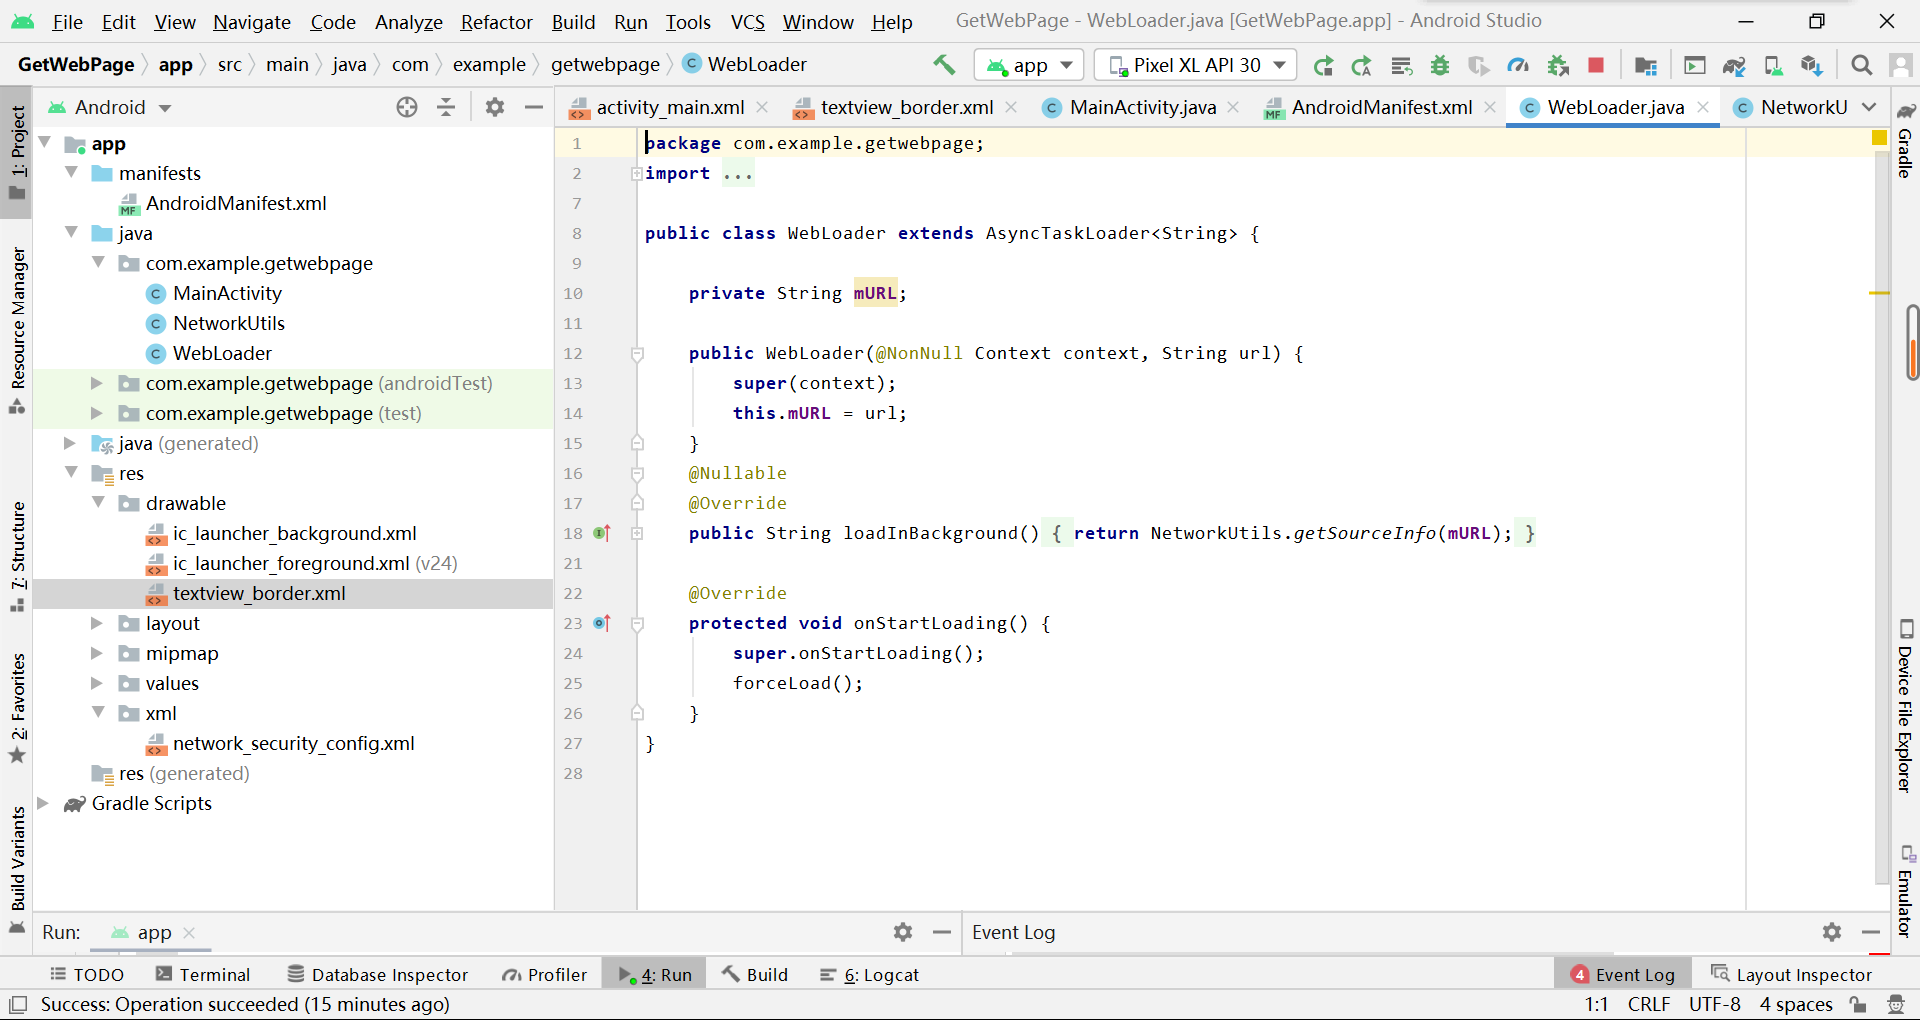 File Edit View Navigate Code Analyze Refactor Build Run Tools VCS Window Help GetWebPage - WebLoader.java [GetWebPage.app] - Android Studio
GetWebPage app src main java com example getwebpage WebLoader app Pixel XL API 30
Android
activity_main.xml textview_border.xml MainActivity.java AndroidManifest.xml WebLoader.java NetworkU
1: Project
Resource Manager
7: Structure
2: Favorites
Build Variants
app
manifests
AndroidManifest.xml
java
com.example.getwebpage
MainActivity
NetworkUtils
WebLoader
com.example.getwebpage (androidTest)
com.example.getwebpage (test)
java (generated)
res
drawable
ic_launcher_background.xml
ic_launcher_foreground.xml (v24)
textview_border.xml
layout
mipmap
values
xml
network_security_config.xml
res (generated)
Gradle Scripts
1 package com.example.getwebpage;
2 import ...
7
8 public class WebLoader extends AsyncTaskLoader<String> {
9
10 private String mURL;
11
12 public WebLoader(@NonNull Context context, String url) {
13 super(context);
14 this.mURL = url;
15 }
16 @Nullable
17 @Override
18 public String loadInBackground() { return NetworkUtils.getSourceInfo(mURL); }
21
22 @Override
23 protected void onStartLoading() {
24 super.onStartLoading();
25 forceLoad();
26 }
27 }
28
Gradle
Device File Explorer
Emulator
Run: app
Event Log
TODO Terminal Database Inspector Profiler 4: Run Build 6: Logcat 4 Event Log Layout Inspector
Success: Operation succeeded (15 minutes ago) 1:1 CRLF UTF-8 4 spaces